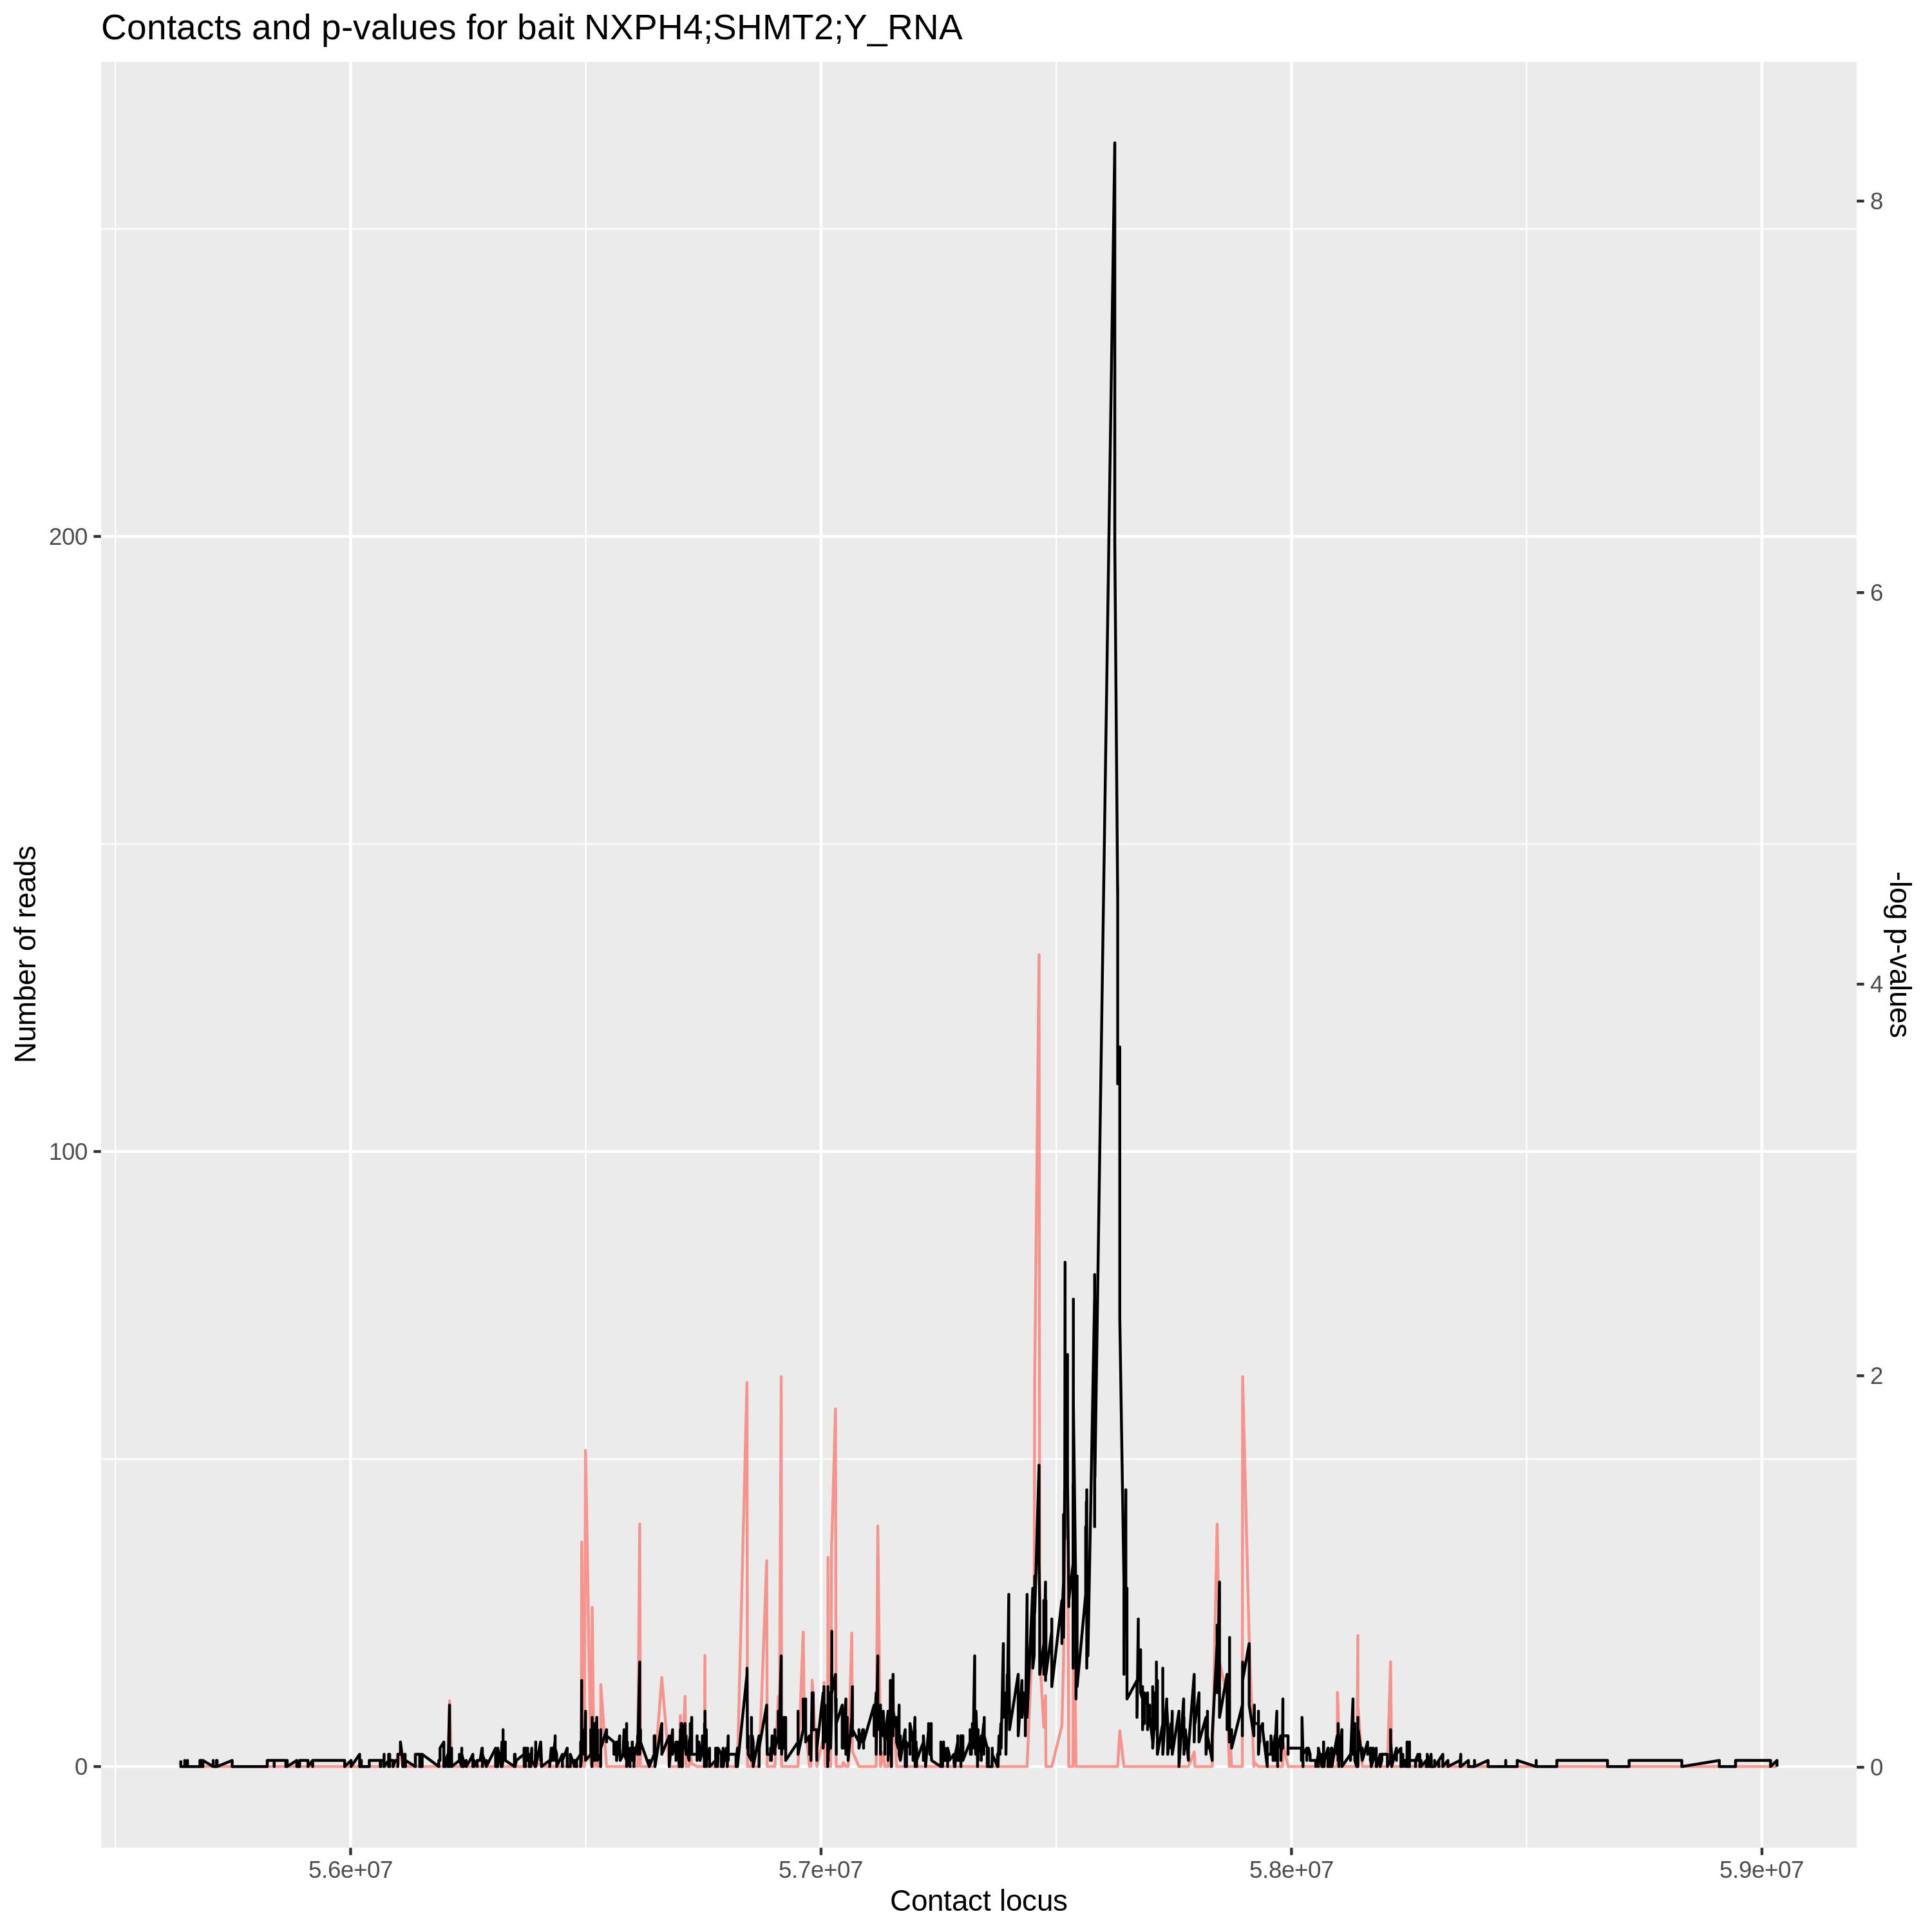 Contacts and p-values for bait NXPH4;SHMT2;Y_RNA
8
200
6
Number of reads
-log p-values
4
100
2
0
0
5.6e+07
5.7e+07
5.8e+07
5.9e+07
Contact locus